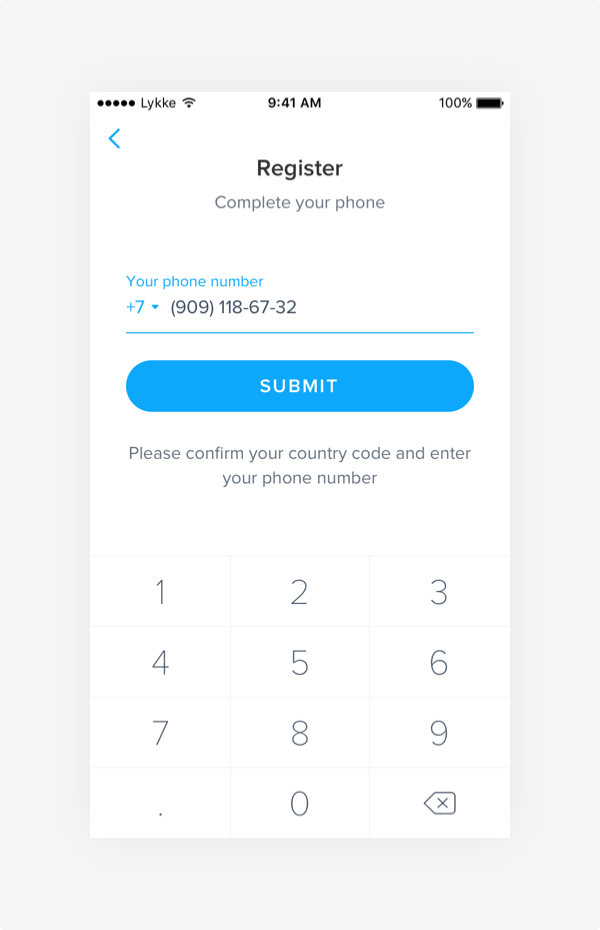 Lykke 9:41 AM 100%
Register
Complete your phone
Your phone number
+7 (909) 118-67-32
SUBMIT
Please confirm your country code and enter
your phone number
1 2 3
4 5 6
7 8 9
. 0